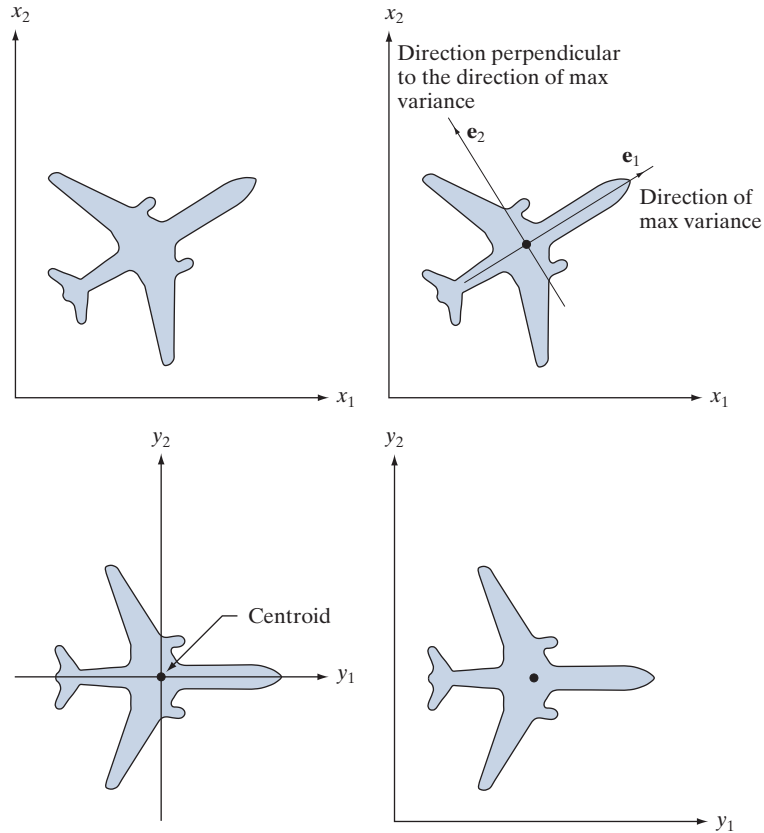 x2
x1
x2
Direction perpendicular
to the direction of max
variance
e2
e1
Direction of
max variance
x1
y2
Centroid
y1
y2
y1